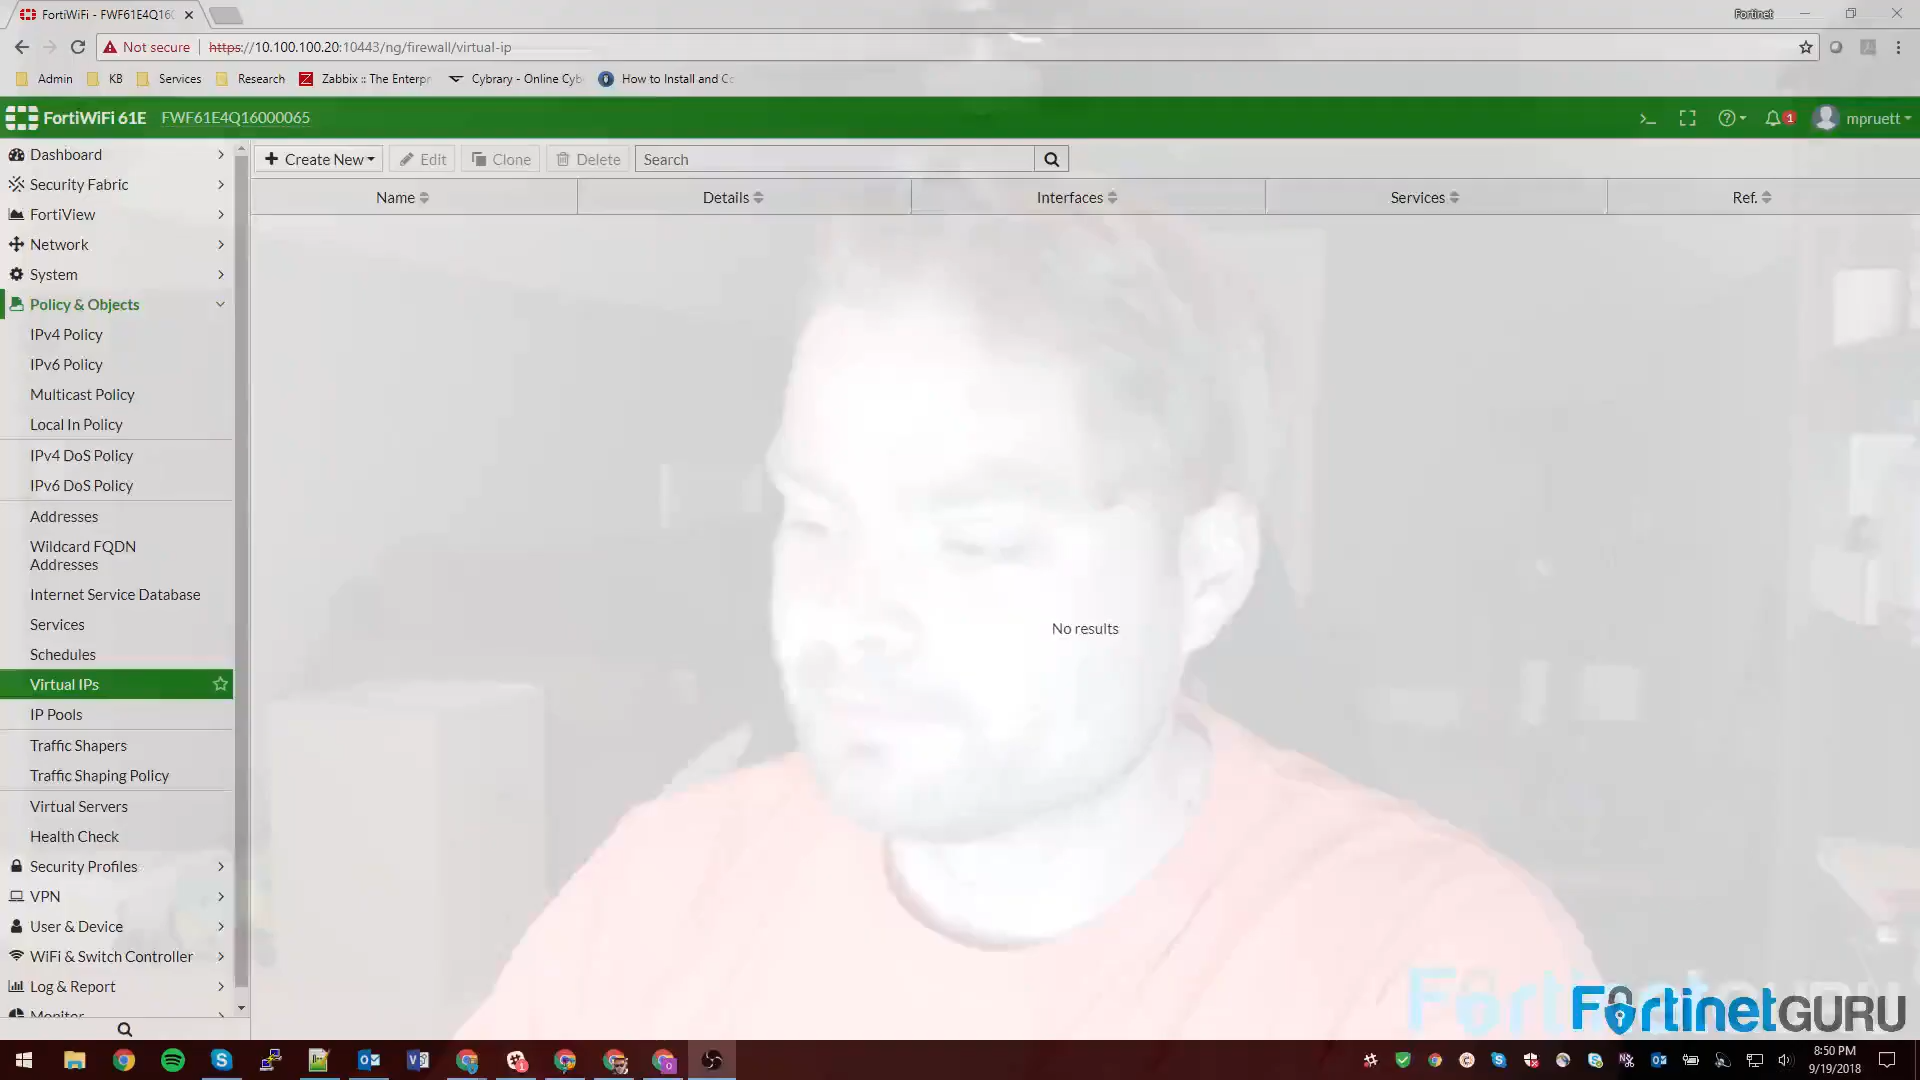 FortiWiFi - FWF61E4Q160
Fortinet
Not secure
https://10.100.100.20:10443/ng/firewall/virtual-ip
Admin
KB
Services
Research
Zabbix :: The Enterpr
Cybrary - Online Cyb
How to Install and Co
FortiWiFi 61E
FWF61E4Q16000065
1
mpruett
Dashboard
Security Fabric
FortiView
Network
System
Policy & Objects
IPv4 Policy
IPv6 Policy
Multicast Policy
Local In Policy
IPv4 DoS Policy
IPv6 DoS Policy
Addresses
Wildcard FQDN
Addresses
Internet Service Database
Services
Schedules
Virtual IPs
IP Pools
Traffic Shapers
Traffic Shaping Policy
Virtual Servers
Health Check
Security Profiles
VPN
User & Device
WiFi & Switch Controller
Log & Report
Monitor
Create New
Edit
Clone
Delete
Search
Name
Details
Interfaces
Services
Ref.
No results
FortinetGURU
8:50 PM
9/19/2018